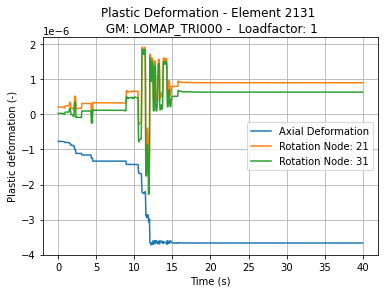 Plastic Deformation - Element 2131
GM: LOMAP_TRI000 - Loadfactor: 1
1e−6
2
1
0
−1
−2
−3
−4
Plastic deformation (-)
Axial Deformation
Rotation Node: 21
Rotation Node: 31
0 5 10 15 20 25 30 35 40
Time (s)